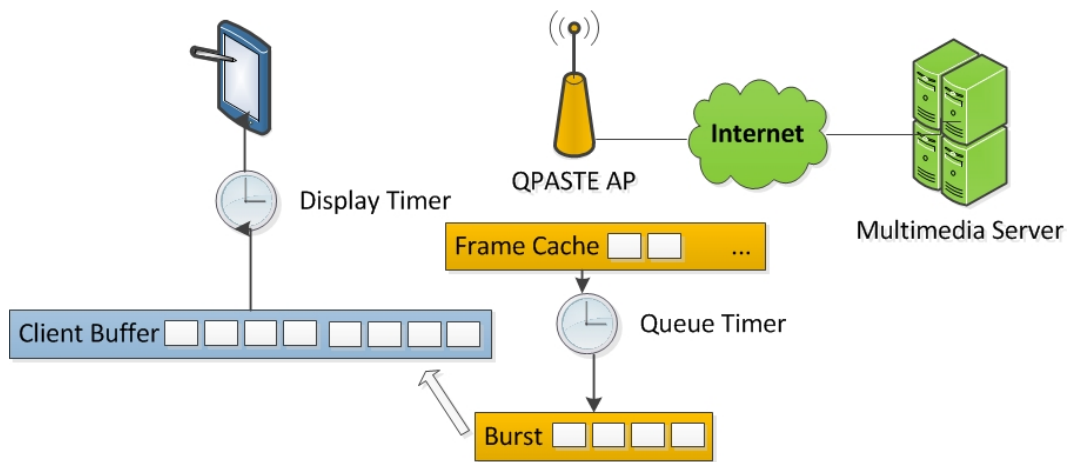 Internet
QPASTE AP
Display Timer
Multimedia Server
Frame Cache ...
Client Buffer
Queue Timer
Burst